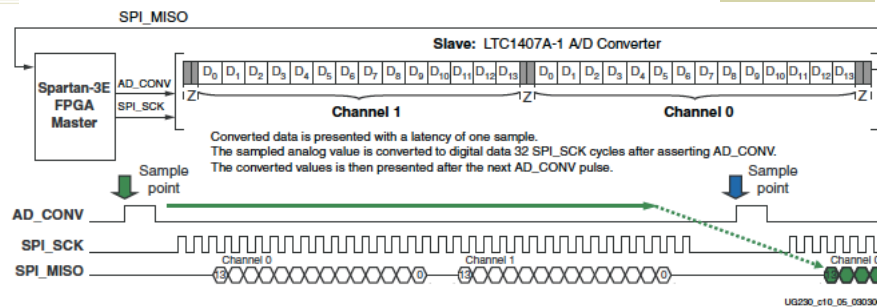 SPI_MISO
Slave: LTC1407A-1 A/D Converter
Spartan-3E
FPGA
Master
AD_CONV
SPI_SCK
D0 D1 D2 D3 D4 D5 D6 D7 D8 D9 D10 D11 D12 D13 D0 D1 D2 D3 D4 D5 D6 D7 D8 D9 D10 D11 D12 D13
Z Z Z
Channel 1 Channel 0
Converted data is presented with a latency of one sample.
The sampled analog value is converted to digital data 32 SPI_SCK cycles after asserting AD_CONV.
The converted values is then presented after the next AD_CONV pulse.
Sample
point
Sample
point
AD_CONV
SPI_SCK
Channel 0 Channel 1 Channel
SPI_MISO 13 0 13 0 13